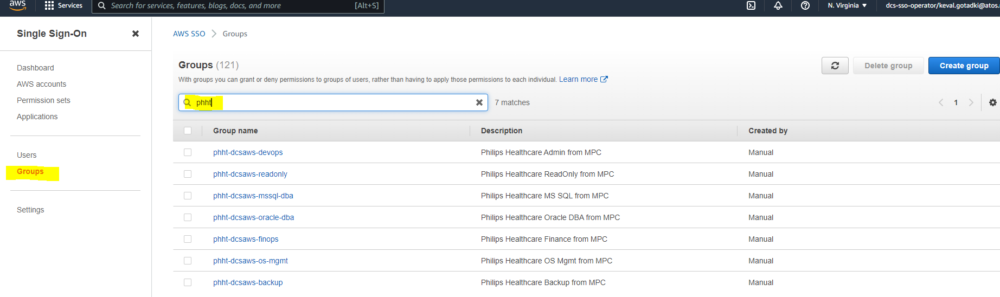 aws
Services
Search for services, features, blogs, docs, and more
[Alt+S]
N. Virginia
dcs-sso-operator/keval.gotadki@atos.
Single Sign-On
Dashboard
AWS accounts
Permission sets
Applications
Users
Groups
Settings
AWS SSO > Groups
Groups (121)
Delete group
Create group
With groups you can grant or deny permissions to groups of users, rather than having to apply those permissions to each individual. Learn more
phht
7 matches
1
Group name Description Created by
phht-dcsaws-devops Philips Healthcare Admin from MPC Manual
phht-dcsaws-readonly Philips Healthcare ReadOnly from MPC Manual
phht-dcsaws-mssql-dba Philips Healthcare MS SQL from MPC Manual
phht-dcsaws-oracle-dba Philips Healthcare Oracle DBA from MPC Manual
phht-dcsaws-finops Philips Healthcare Finance from MPC Manual
phht-dcsaws-os-mgmt Philips Healthcare OS Mgmt from MPC Manual
phht-dcsaws-backup Philips Healthcare Backup from MPC Manual